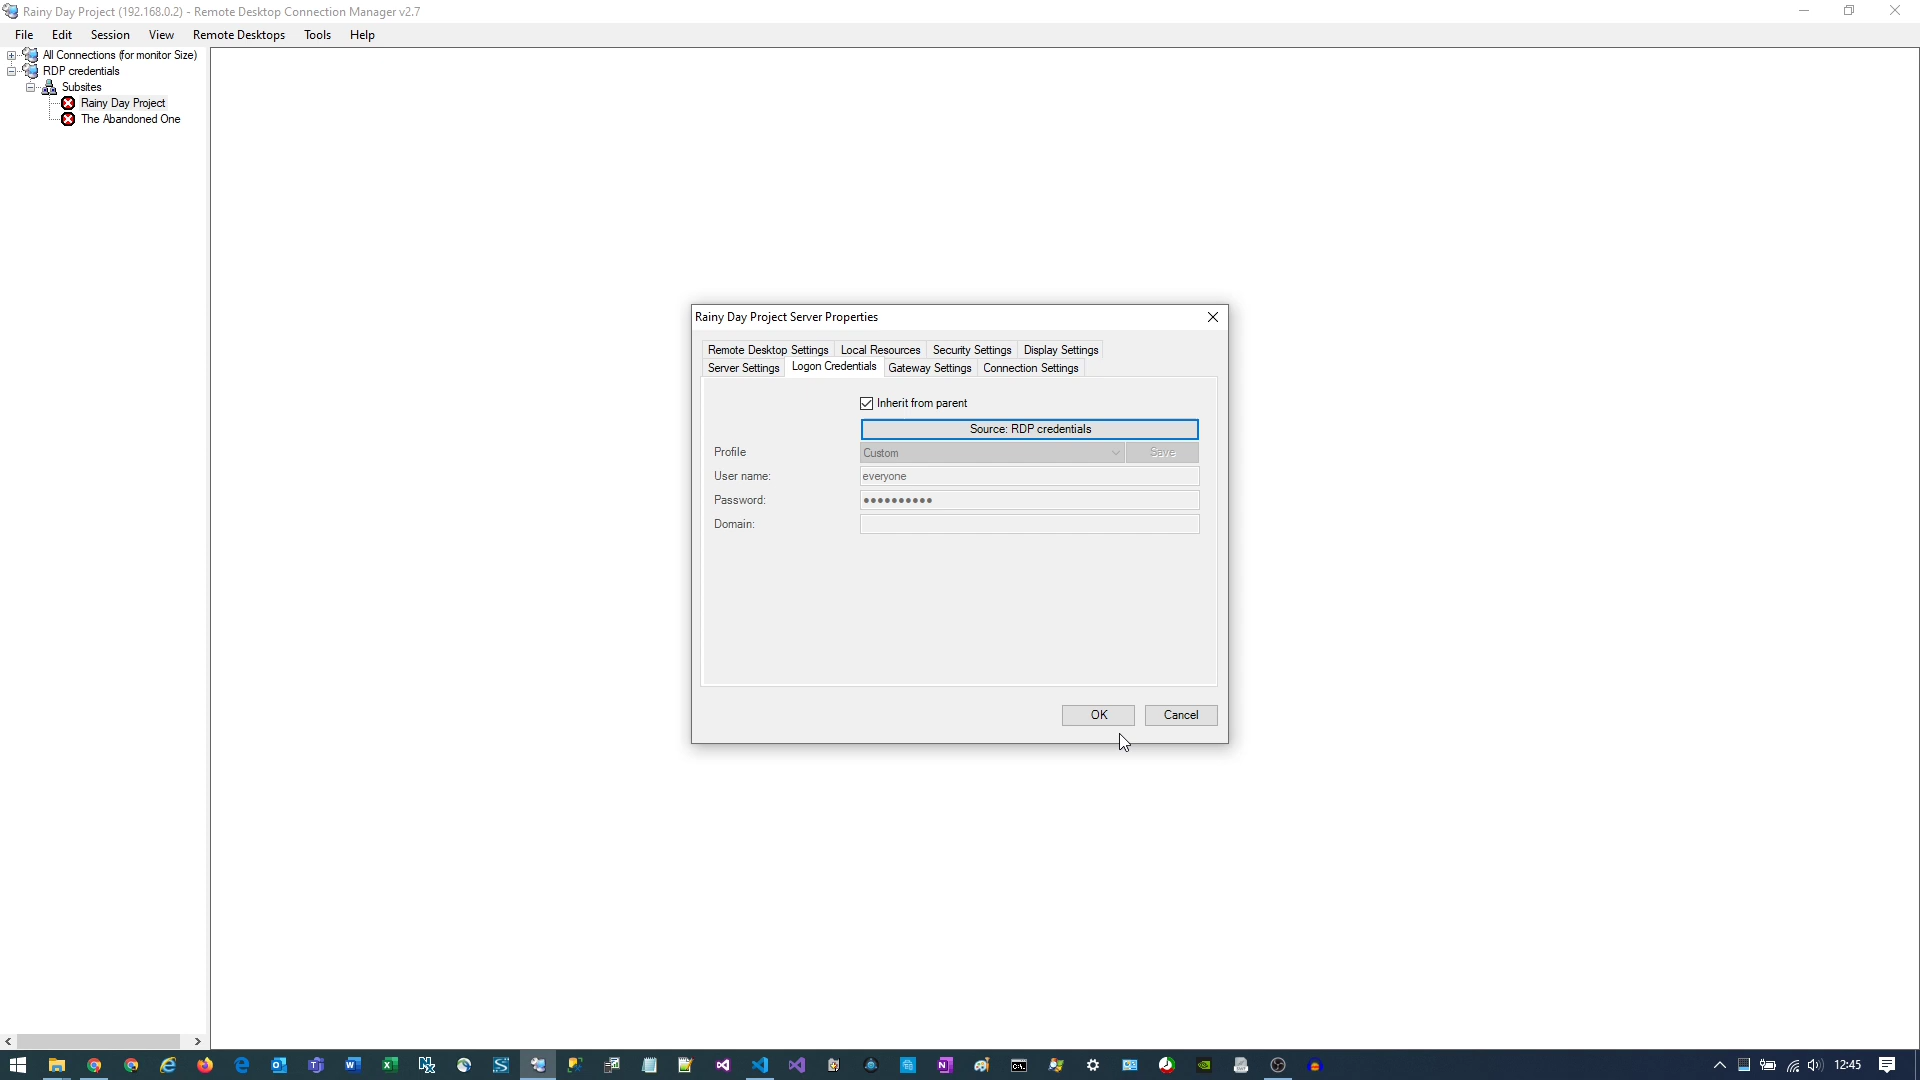 Rainy Day Project (192.168.0.2) - Remote Desktop Connection Manager v2.7
File Edit Session View Remote Desktops Tools Help
All Connections (for monitor Size)
RDP credentials
Subsites
Rainy Day Project
The Abandoned One
Rainy Day Project Server Properties
Remote Desktop Settings Local Resources Security Settings Display Settings
Server Settings Logon Credentials Gateway Settings Connection Settings
Inherit from parent
Source: RDP credentials
Profile Custom Save
User name: everyone
Password: ●●●●●●●●●●
Domain:
OK Cancel
12:45